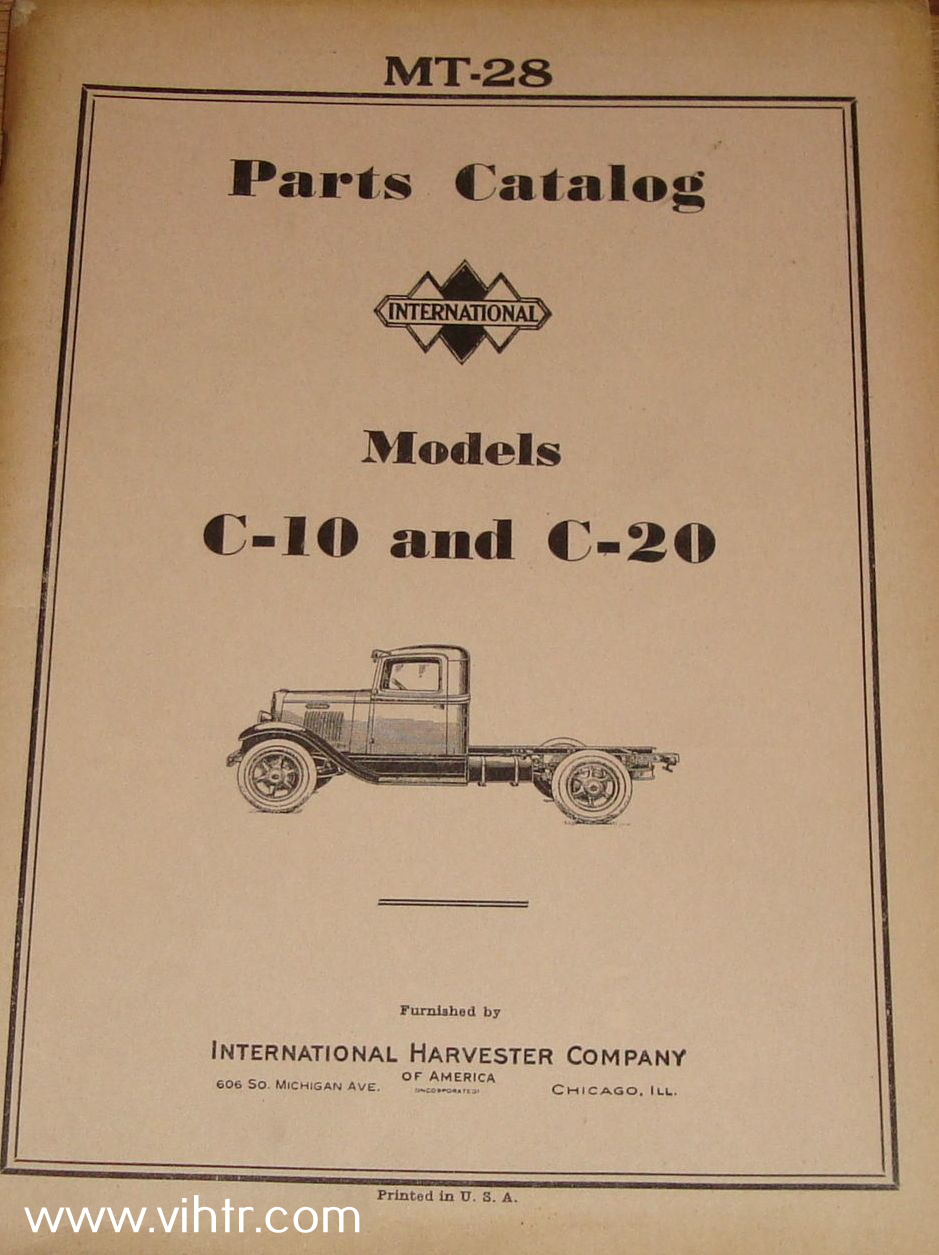 MT-28
Parts Catalog
INTERNATIONAL
Models
C-10 and C-20
Furnished by
INTERNATIONAL HARVESTER COMPANY
OF AMERICA
(INCORPORATED)
606 SO. MICHIGAN AVE. CHICAGO, ILL.
Printed in U. S. A.
www.vihtr.com